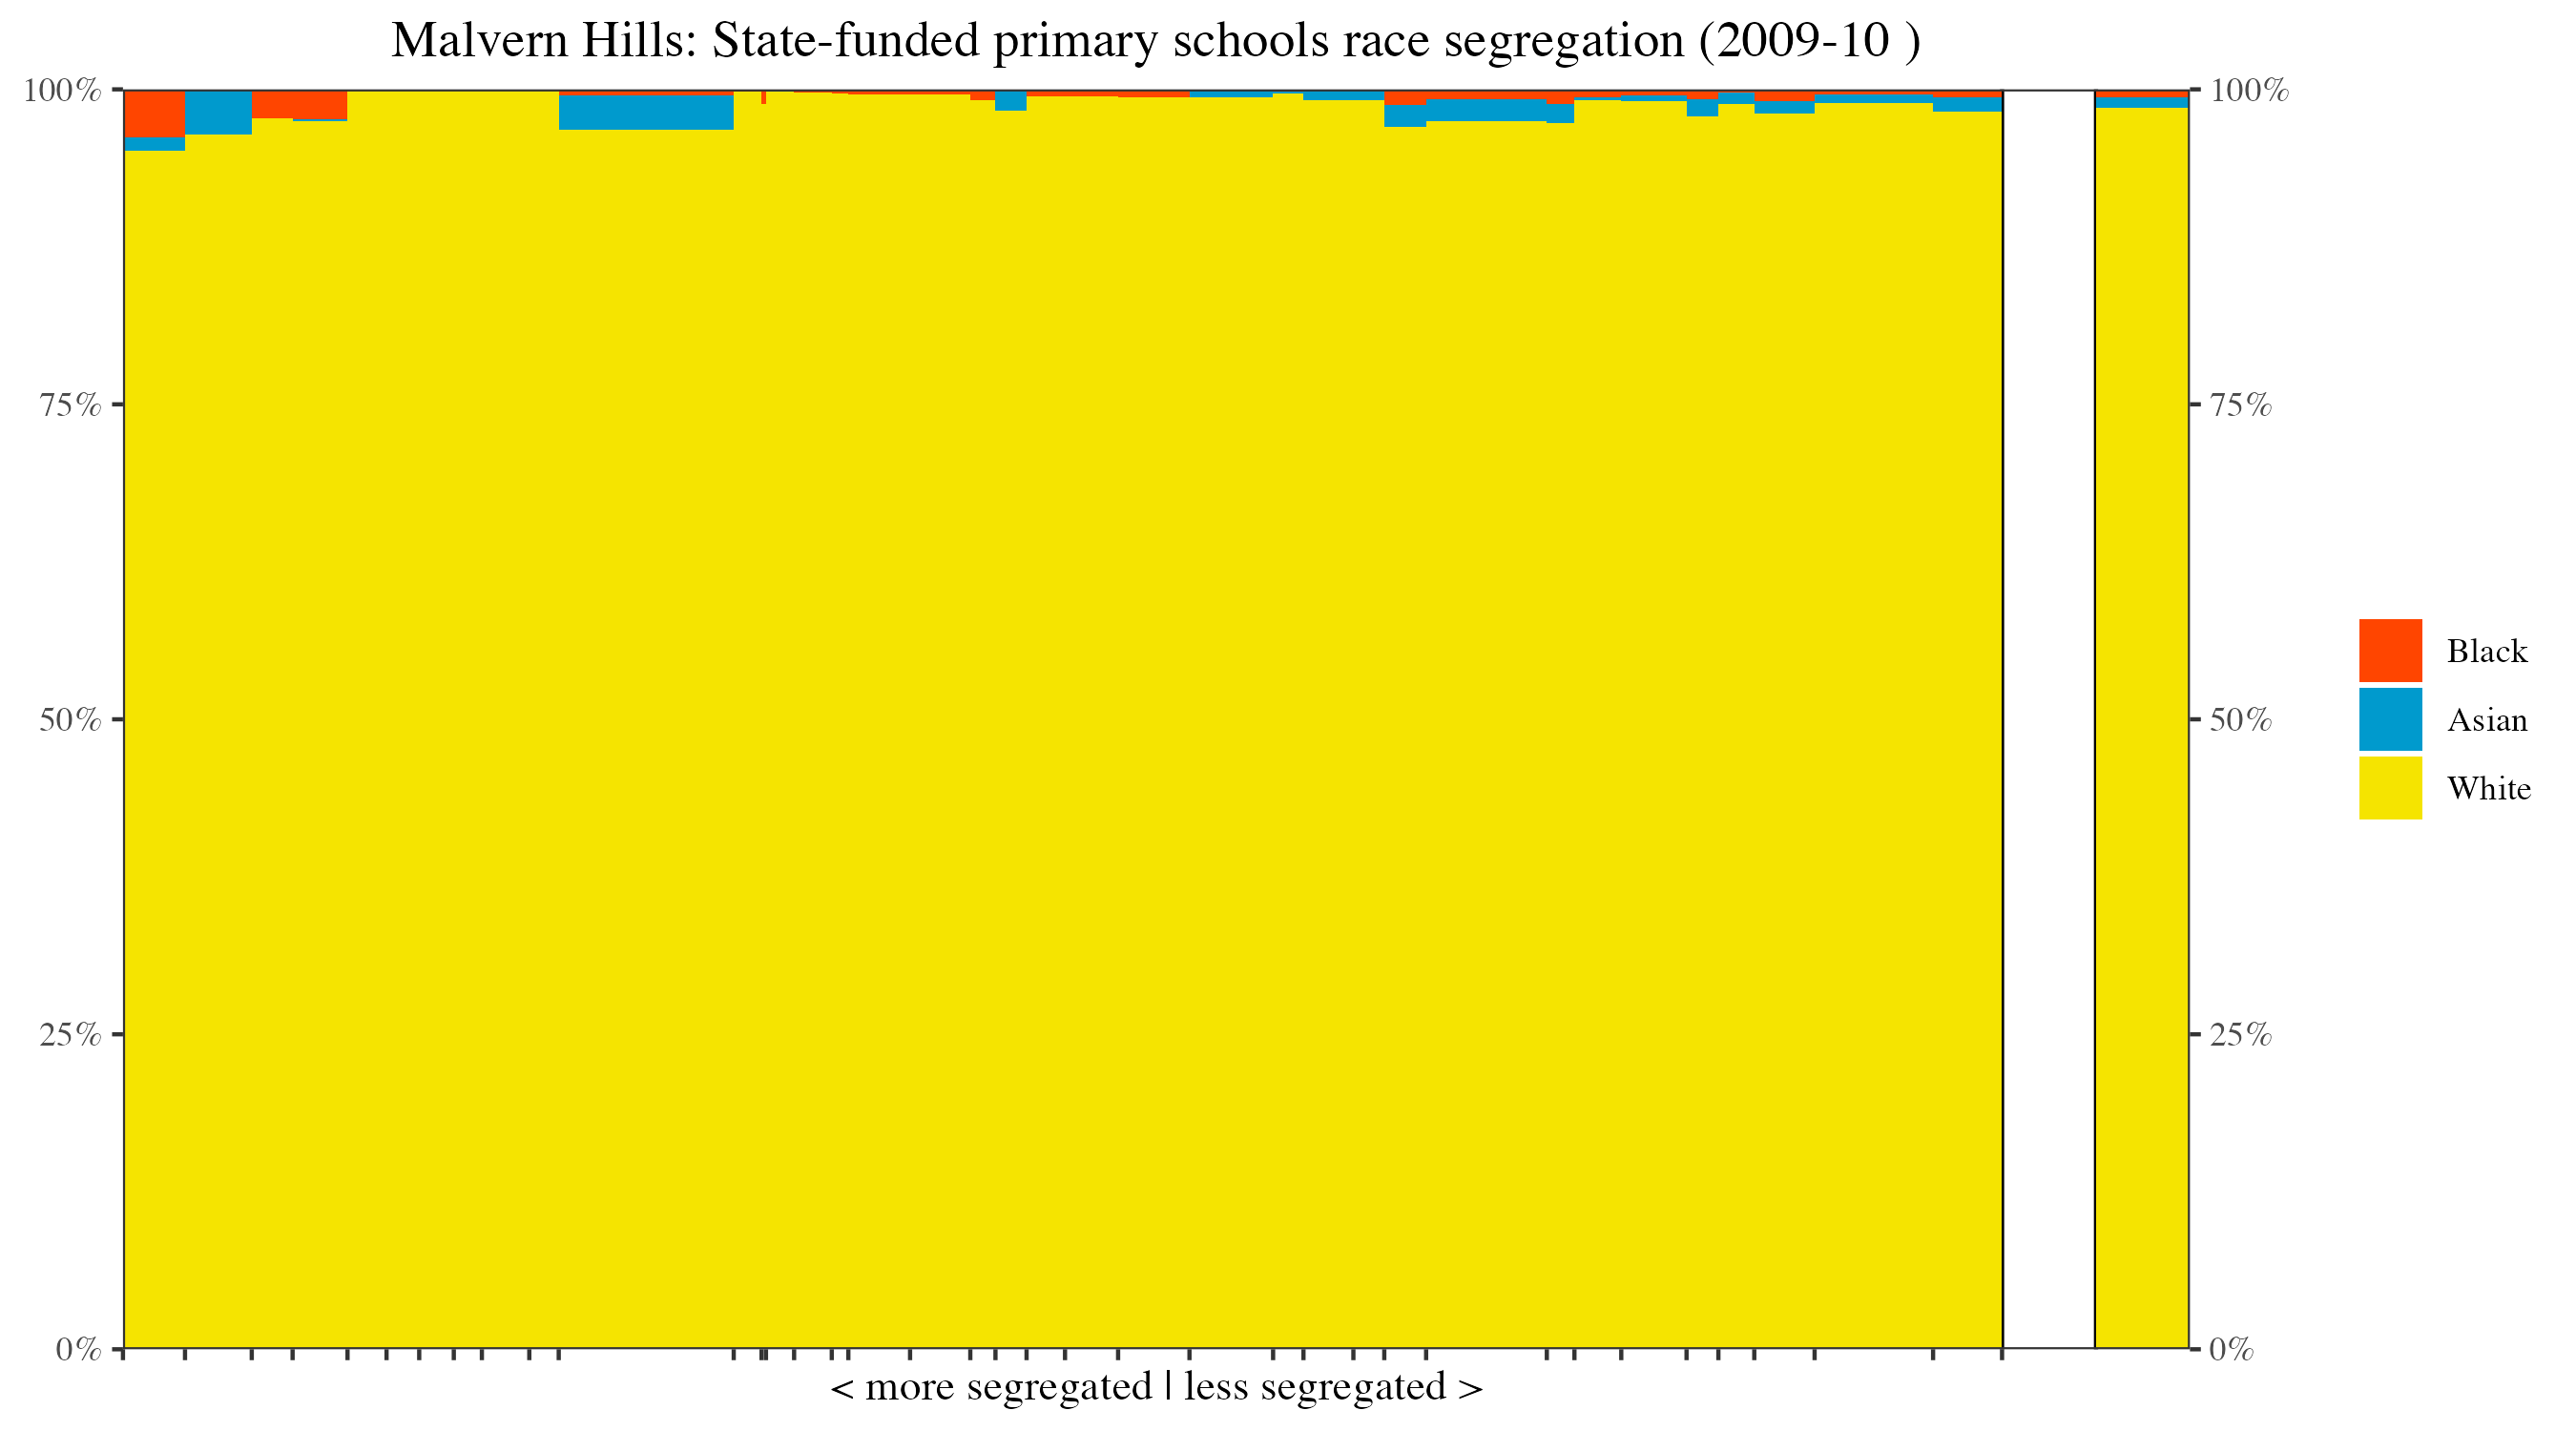 Malvern Hills: State-funded primary schools race segregation (2009-10 )
100%
75%
50%
25%
0%
100%
75%
50%
25%
0%
Black
Asian
White
< more segregated | less segregated >